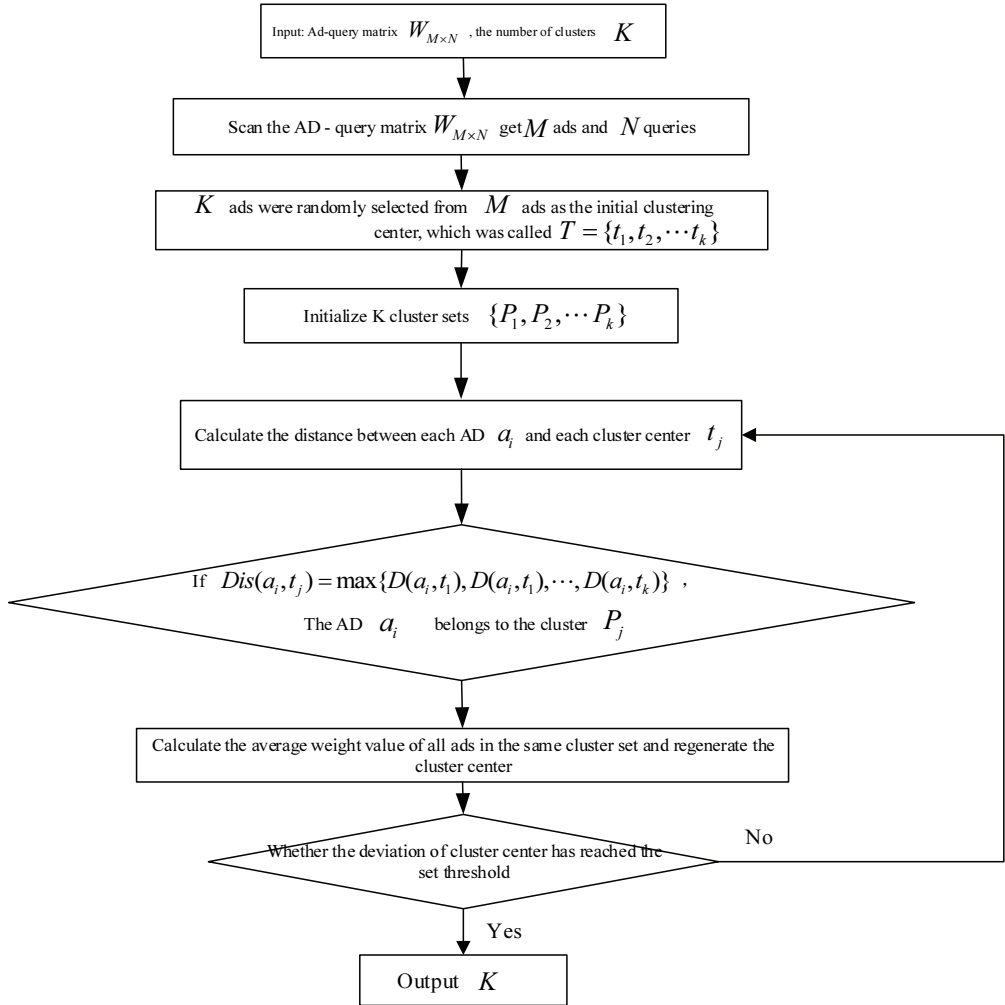 Input: Ad-query matrix W_{M×N} , the number of clusters K
Scan the AD - query matrix W_{M×N} get M ads and N queries
K ads were randomly selected from M ads as the initial clustering
center, which was called T = {t_1, t_2, ⋯ t_k}
Initialize K cluster sets {P_1, P_2, ⋯ P_k}
Calculate the distance between each AD a_i and each cluster center t_j
If Dis(a_i, t_j) = max{D(a_i, t_1), D(a_i, t_1), ⋯, D(a_i, t_k)} ,
The AD a_i belongs to the cluster P_j
Calculate the average weight value of all ads in the same cluster set and regenerate the
cluster center
Whether the deviation of cluster center has reached the
set threshold
No
Yes
Output K